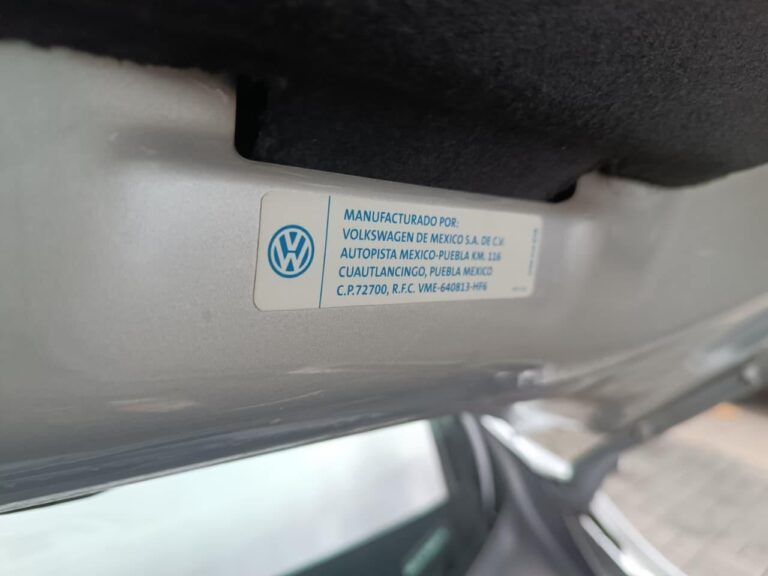 MANUFACTURADO POR:
VOLKSWAGEN DE MEXICO S.A. DE C.V.
AUTOPISTA MEXICO-PUEBLA KM. 116
CUAUTLANCINGO, PUEBLA MEXICO
C.P.72700, R.F.C. VME-640813-HF6